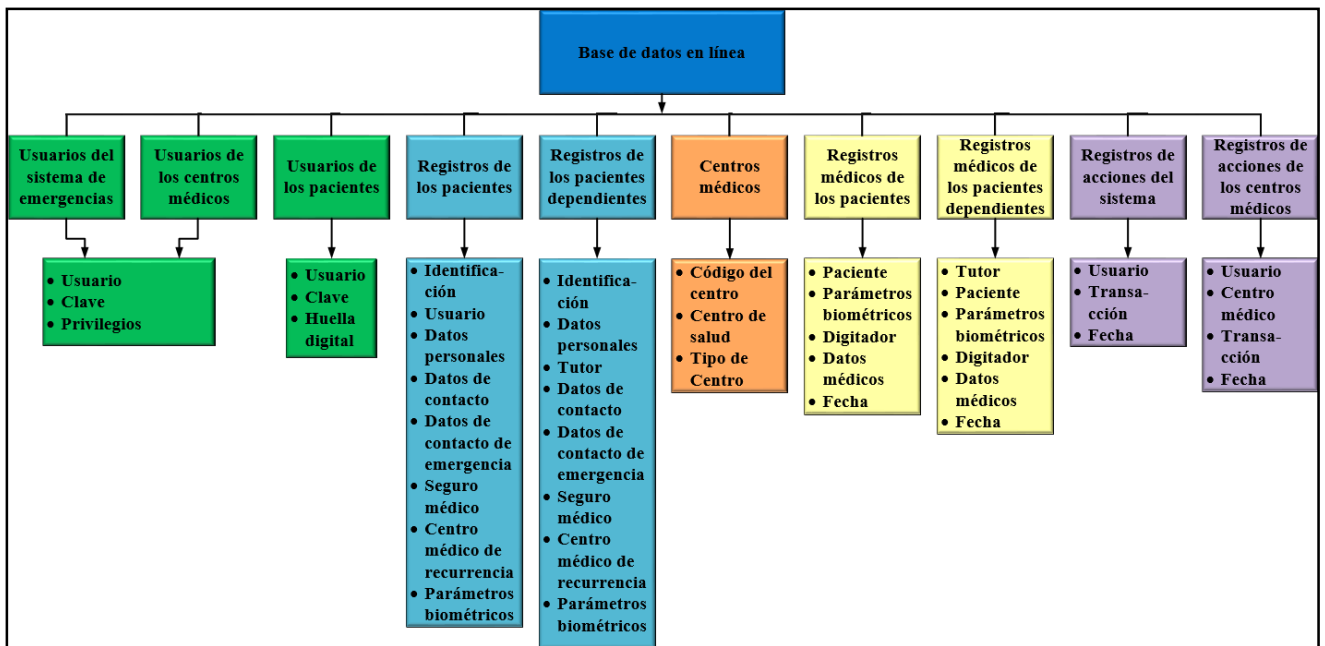 Base de datos en línea
Usuarios del
sistema de
emergencias
Usuarios de
los centros
médicos
Usuarios de
los pacientes
Registros de
los pacientes
Registros de
los pacientes
dependientes
Centros
médicos
Registros
médicos de
los pacientes
Registros
médicos de
los pacientes
dependientes
Registros de
acciones del
sistema
Registros de
acciones de
los centros
médicos
• Usuario
• Clave
• Privilegios
• Usuario
• Clave
• Huella
digital
• Identifica-
ción
• Usuario
• Datos
personales
• Datos de
contacto
• Datos de
contacto de
emergencia
• Seguro
médico
• Centro
médico de
recurrencia
• Parámetros
biométricos
• Identifica-
ción
• Datos
personales
• Tutor
• Datos de
contacto
• Datos de
contacto de
emergencia
• Seguro
médico
• Centro
médico de
recurrencia
• Parámetros
biométricos
• Código del
centro
• Centro de
salud
• Tipo de
Centro
• Paciente
• Parámetros
biométricos
• Digitador
• Datos
médicos
• Fecha
• Tutor
• Paciente
• Parámetros
biométricos
• Digitador
• Datos
médicos
• Fecha
• Usuario
• Transa-
cción
• Fecha
• Usuario
• Centro
médico
• Transa-
cción
• Fecha